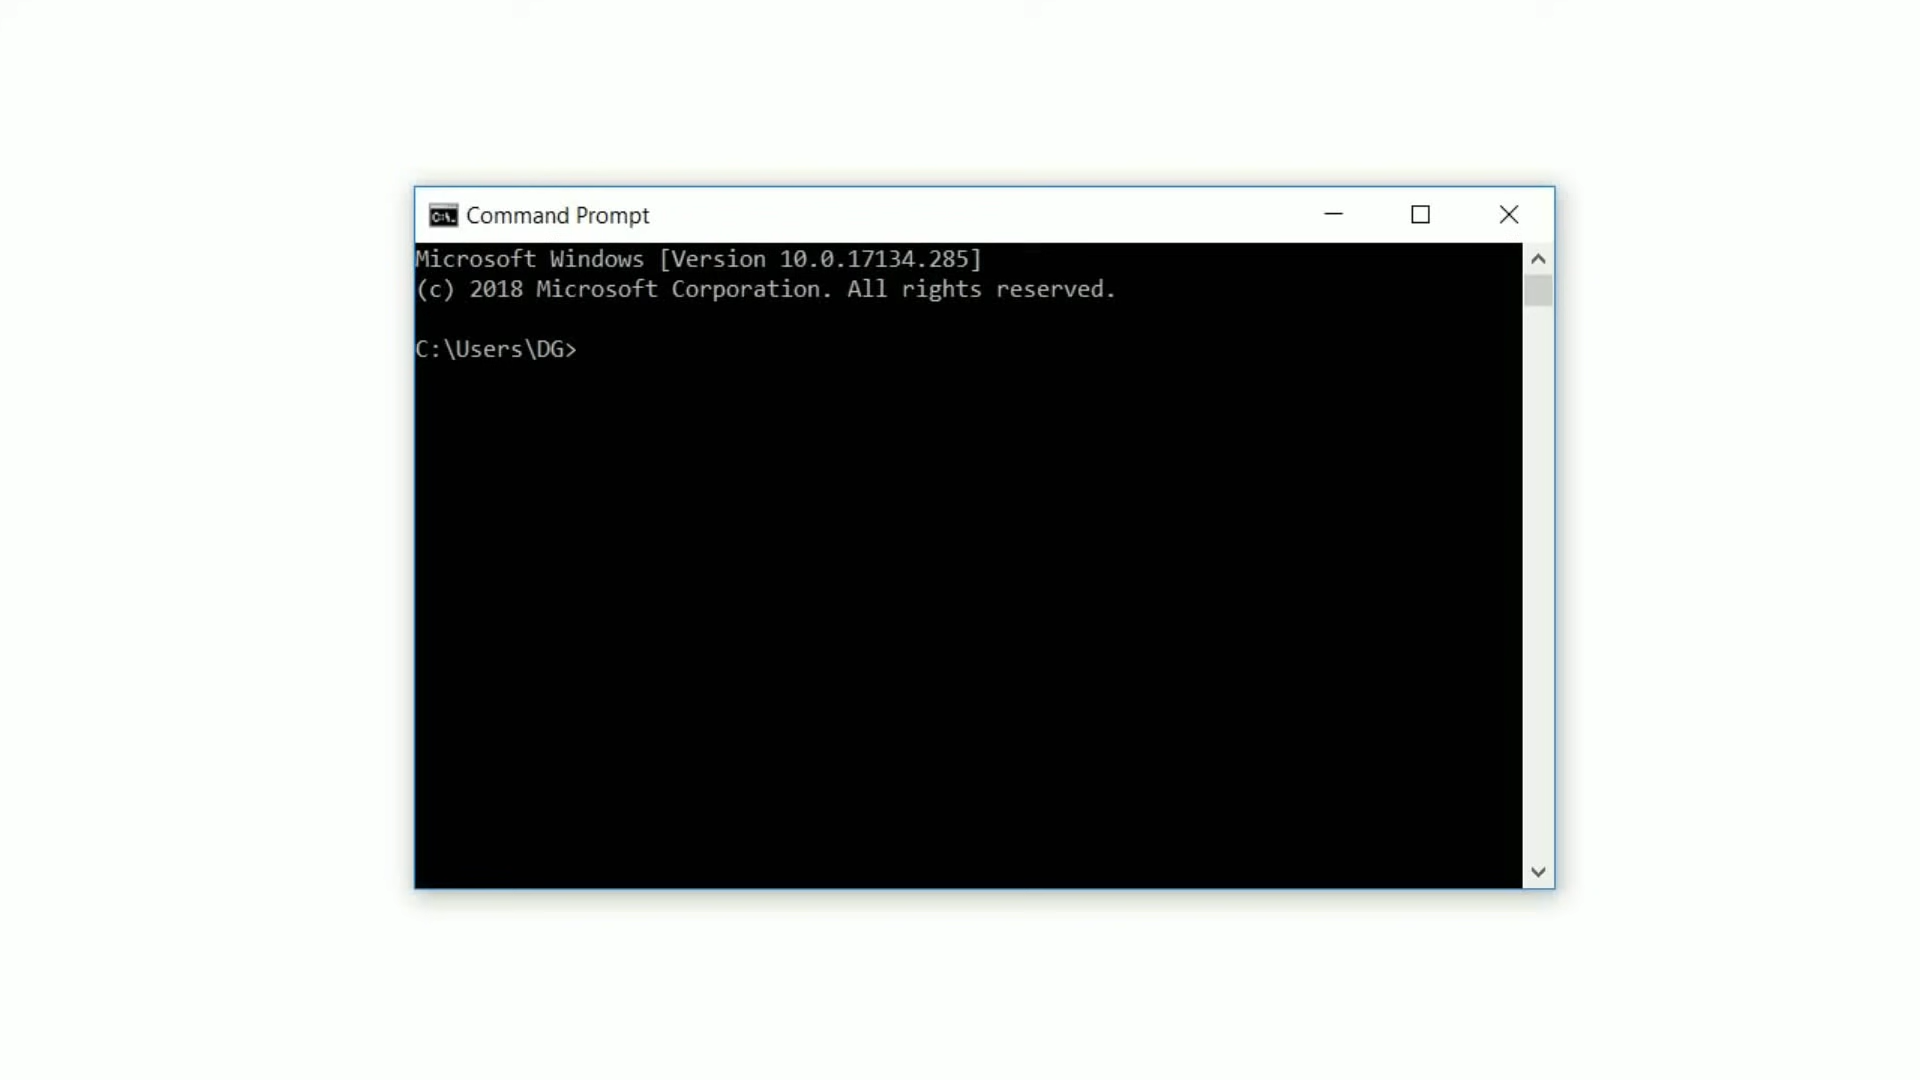 Command Prompt
Microsoft Windows [Version 10.0.17134.285]
(c) 2018 Microsoft Corporation. All rights reserved.
C:\Users\DG>